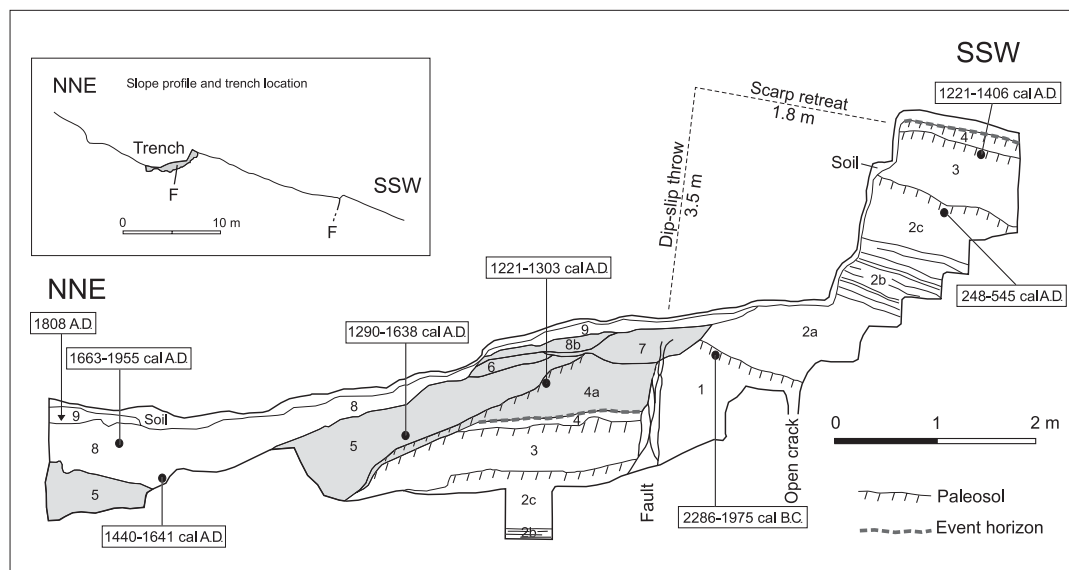 NNE
Slope profile and trench location
Trench
F
SSW
0
10 m
F
SSW
Scarp retreat
1.8 m
1221-1406 cal A.D.
4
Soil
3
Dip-slip throw
3.5 m
2c
2b
248-545 cal A.D.
1221-1303 cal A.D.
NNE
1808 A.D.
1290-1638 cal A.D.
1663-1955 cal A.D.
9
8b
7
6
2a
4a
1
8
9
Soil
4
8
5
3
5
2c
2b
Fault
Open crack
0
1
2 m
Paleosol
Event horizon
2286-1975 cal B.C.
1440-1641 cal A.D.